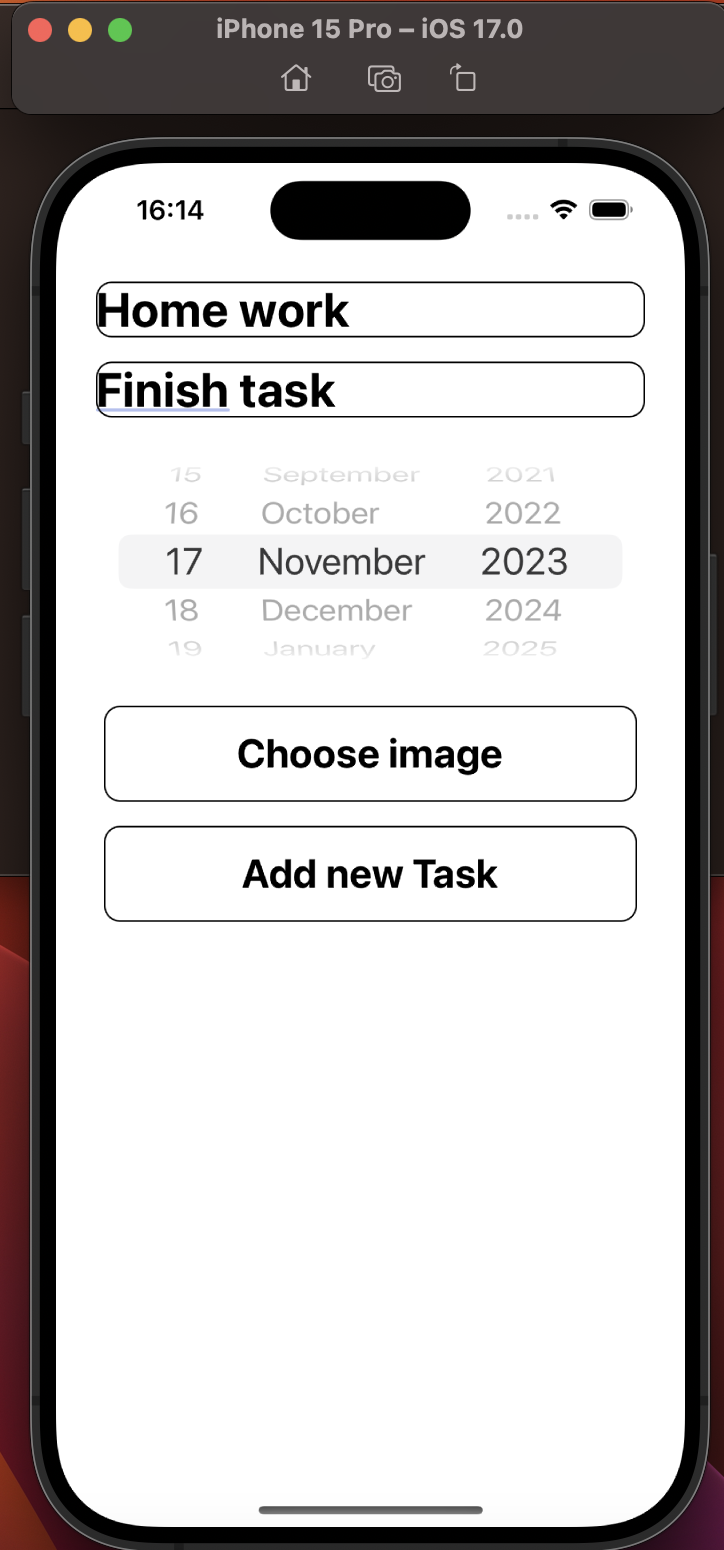 iPhone 15 Pro – iOS 17.0
16:14
Home work
Finish task
15 September 2021
16 October 2022
17 November 2023
18 December 2024
19 January 2025
Choose image
Add new Task